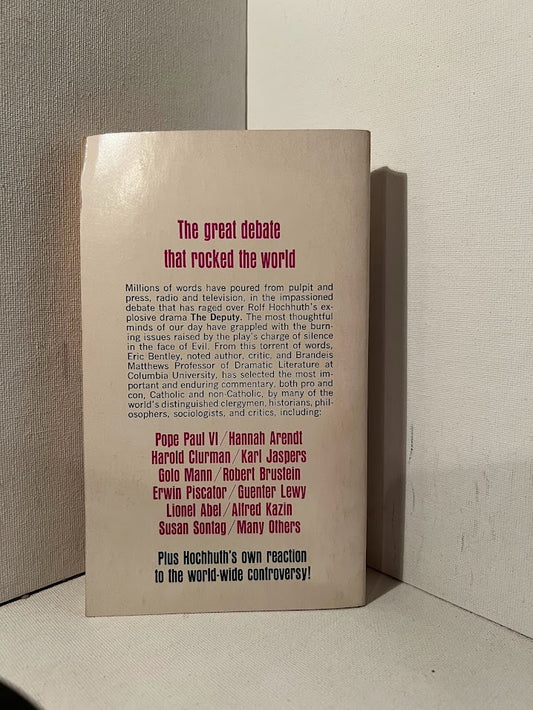 The great debate
that rocked the world
Millions of words have poured from pulpit and
press, radio and television, in the impassioned
debate that has raged over Rolf Hochhuth's ex-
plosive drama The Deputy. The most thoughtful
minds of our day have grappled with the burn-
ing issues raised by the play's charge of silence
in the face of Evil. From this torrent of words,
Eric Bentley, noted author, critic, and Brandeis
Matthews Professor of Dramatic Literature at
Columbia University, has selected the most im-
portant and enduring commentary, both pro and
con, Catholic and non-Catholic, by many of the
world's distinguished clergymen, historians, phil-
osophers, sociologists, and critics, including:
Pope Paul VI/Hannah Arendt
Harold Clurman/Karl Jaspers
Golo Mann/Robert Brustein
Erwin Piscator/Guenter Lewy
Lionel Abel/Alfred Kazin
Susan Sontag/Many Others
Plus Hochhuth's own reaction
to the world-wide controversy!